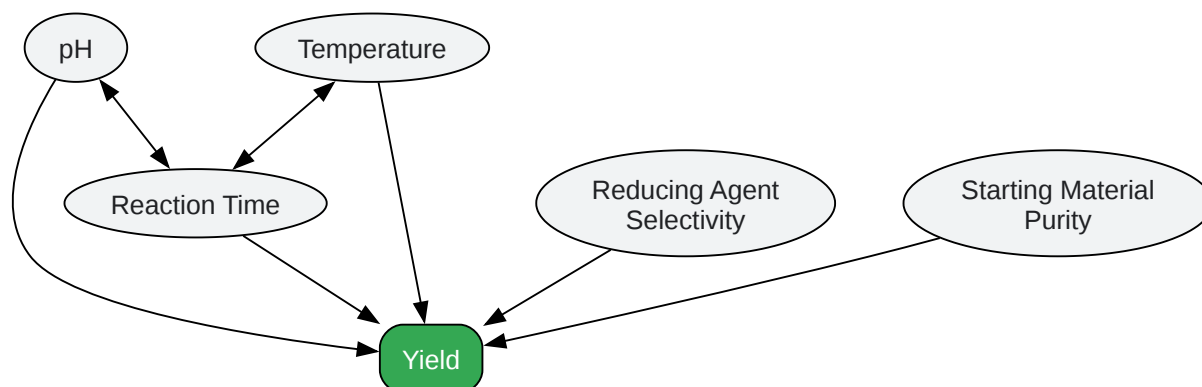 pH
Temperature
Reaction Time
Reducing Agent
Selectivity
Starting Material
Purity
Yield